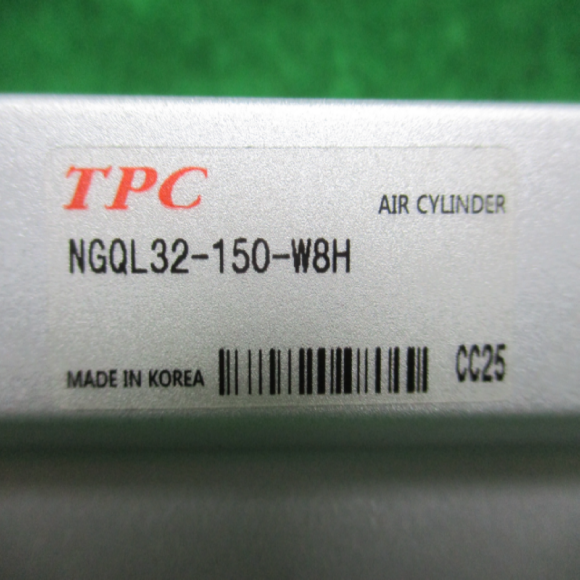 TPC
AIR CYLINDER
NGQL32-150-W8H
MADE IN KOREA
CC25